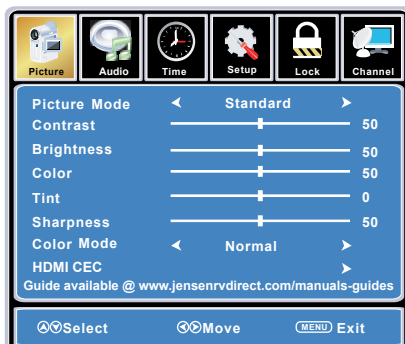 Picture Audio Time Setup Lock Channel
Picture Mode Standard
Contrast 50
Brightness 50
Color 50
Tint 0
Sharpness 50
Color Mode Normal
HDMI CEC
Guide available @ www.jensenrvdirect.com/manuals-guides
Select Move MENU Exit